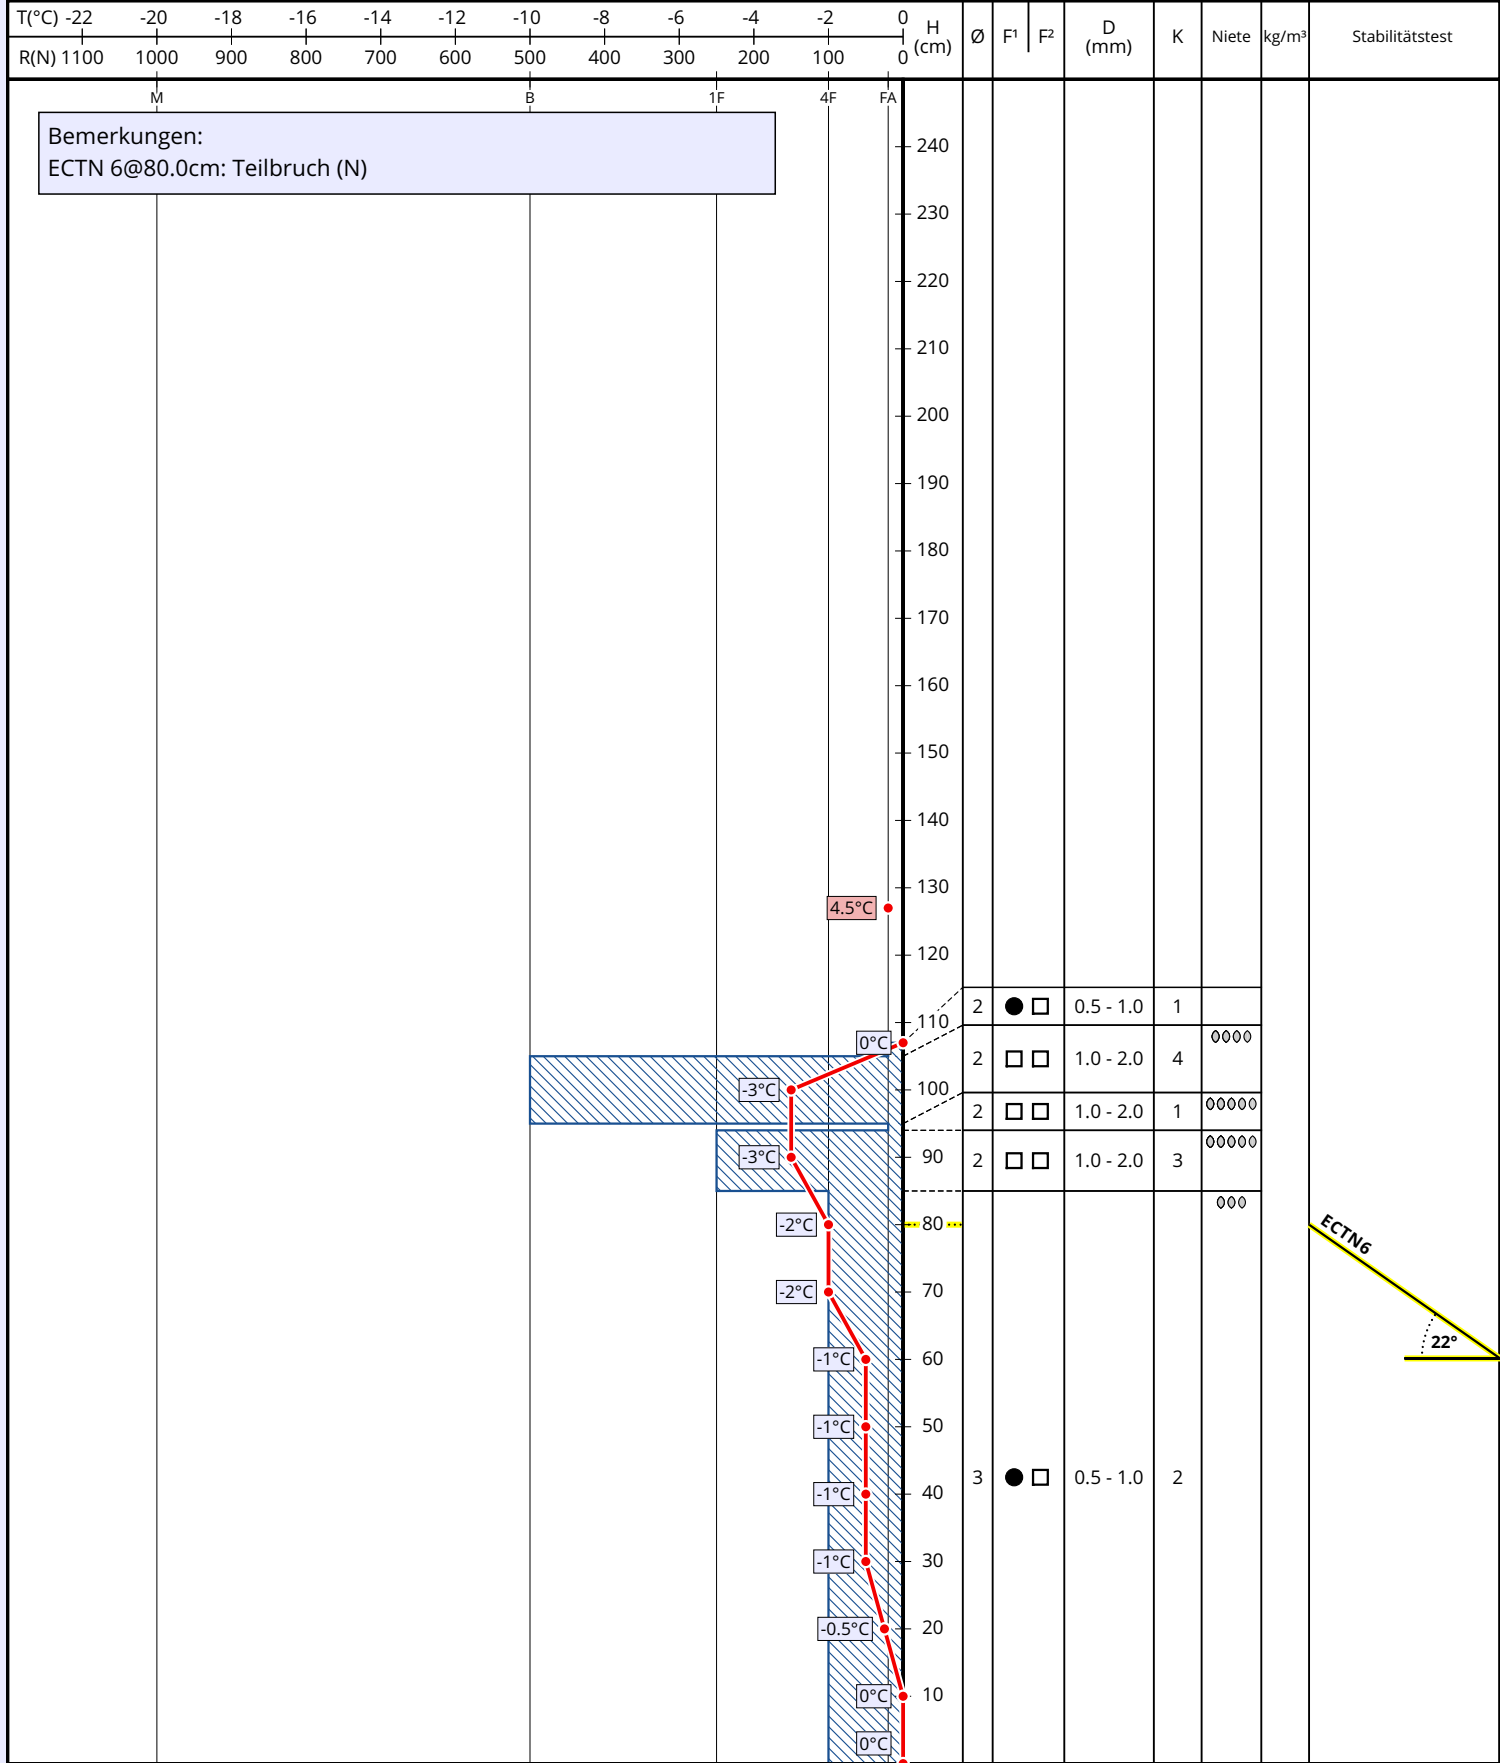 T(°C) -22 -20 -18 -16 -14 -12 -10 -8 -6 -4 -2 0
R(N) 1100 1000 900 800 700 600 500 400 300 200 100 0
H (cm) Ø F¹ F² D (mm) K Niete kg/m³ Stabilitätstest
M B 1F 4F FA
Bemerkungen:
ECTN 6@80.0cm: Teilbruch (N)
240
230
220
210
200
190
180
170
160
150
140
130
4.5°C
120
2 0.5 - 1.0 1
110
0°C
2 1.0 - 2.0 4
-3°C 100
2 1.0 - 2.0 1
-3°C 90
2 1.0 - 2.0 3
-2°C 80
ECTN6
-2°C 70
22°
-1°C 60
-1°C 50
3 0.5 - 1.0 2
-1°C 40
-1°C 30
-0.5°C 20
0°C 10
0°C